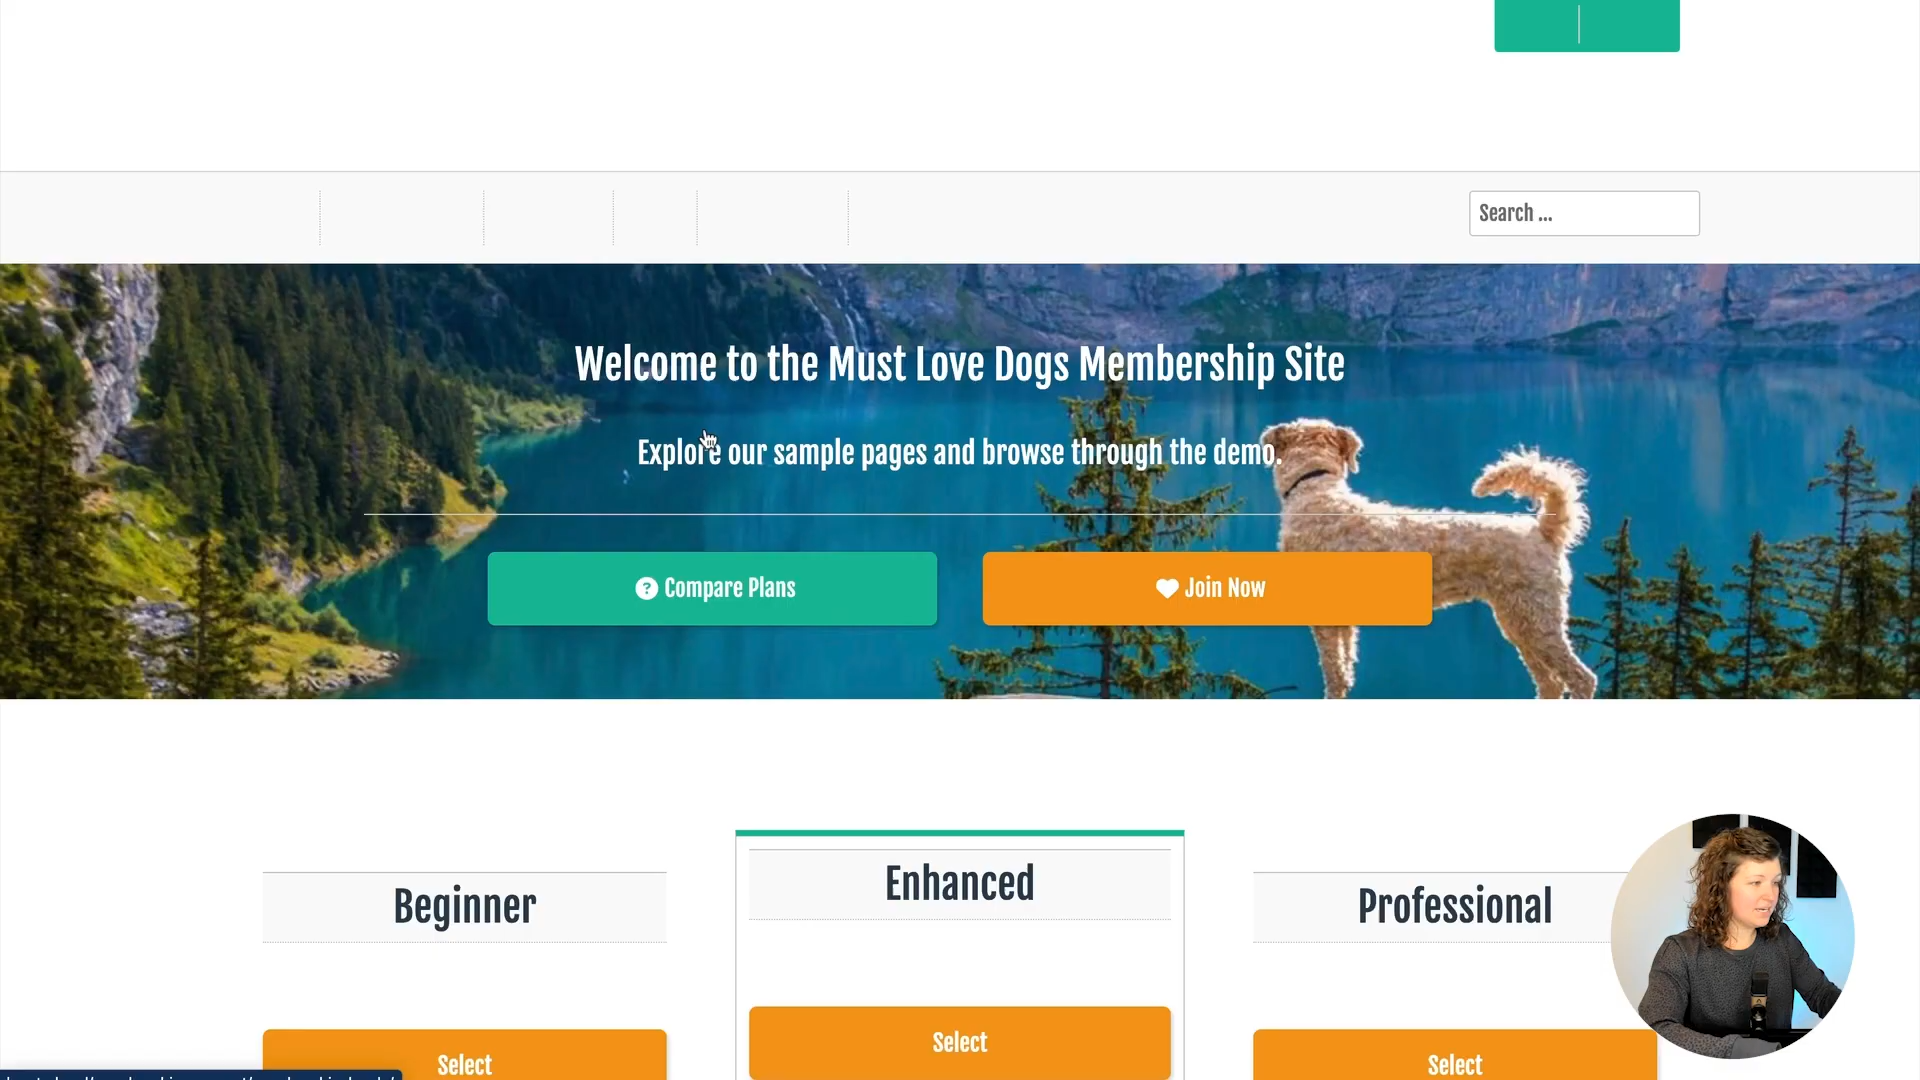 Search ...
Welcome to the Must Love Dogs Membership Site
Explore our sample pages and browse through the demo.
Compare Plans
Join Now
Beginner
Enhanced
Professional
Select
Select
Select